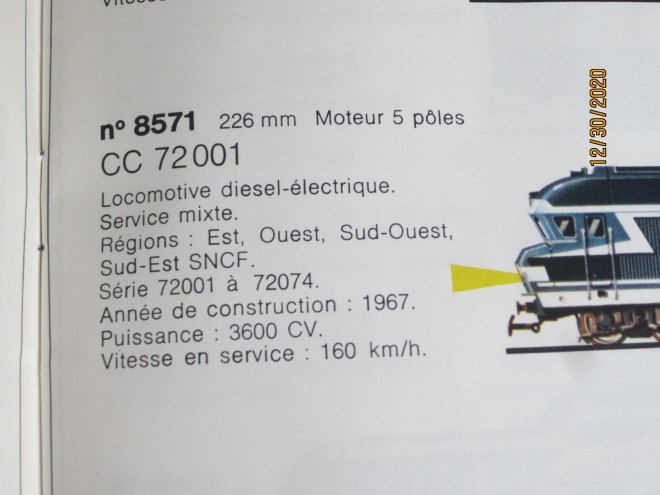 Vitesse
nº 8571 226 mm Moteur 5 pôles
CC 72001
Locomotive diesel-électrique.
Service mixte.
Régions : Est, Ouest, Sud-Ouest,
Sud-Est SNCF.
Série 72001 à 72074.
Année de construction : 1967.
Puissance : 3600 CV.
Vitesse en service : 160 km/h.
12/30/2020